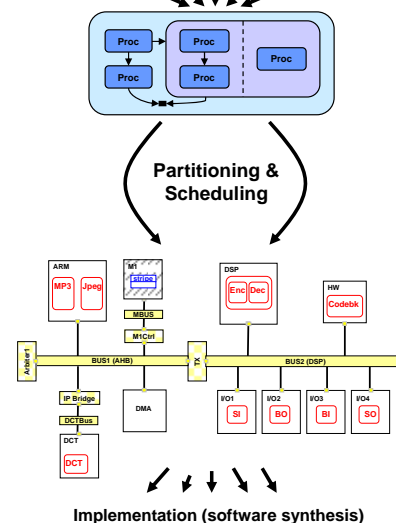 Proc
Proc
Proc
Proc
Proc
Partitioning &
Scheduling
ARM
MP3
Jpeg
M1
stripe
MBUS
M1Ctrl
DSP
Enc
Dec
HW
Codebk
Arbiter1
BUS1 (AHB)
TX
BUS2 (DSP)
IP Bridge
DCTBus
DCT
DCT
DMA
I/O1
SI
I/O2
BO
I/O3
BI
I/O4
SO
Implementation (software synthesis)